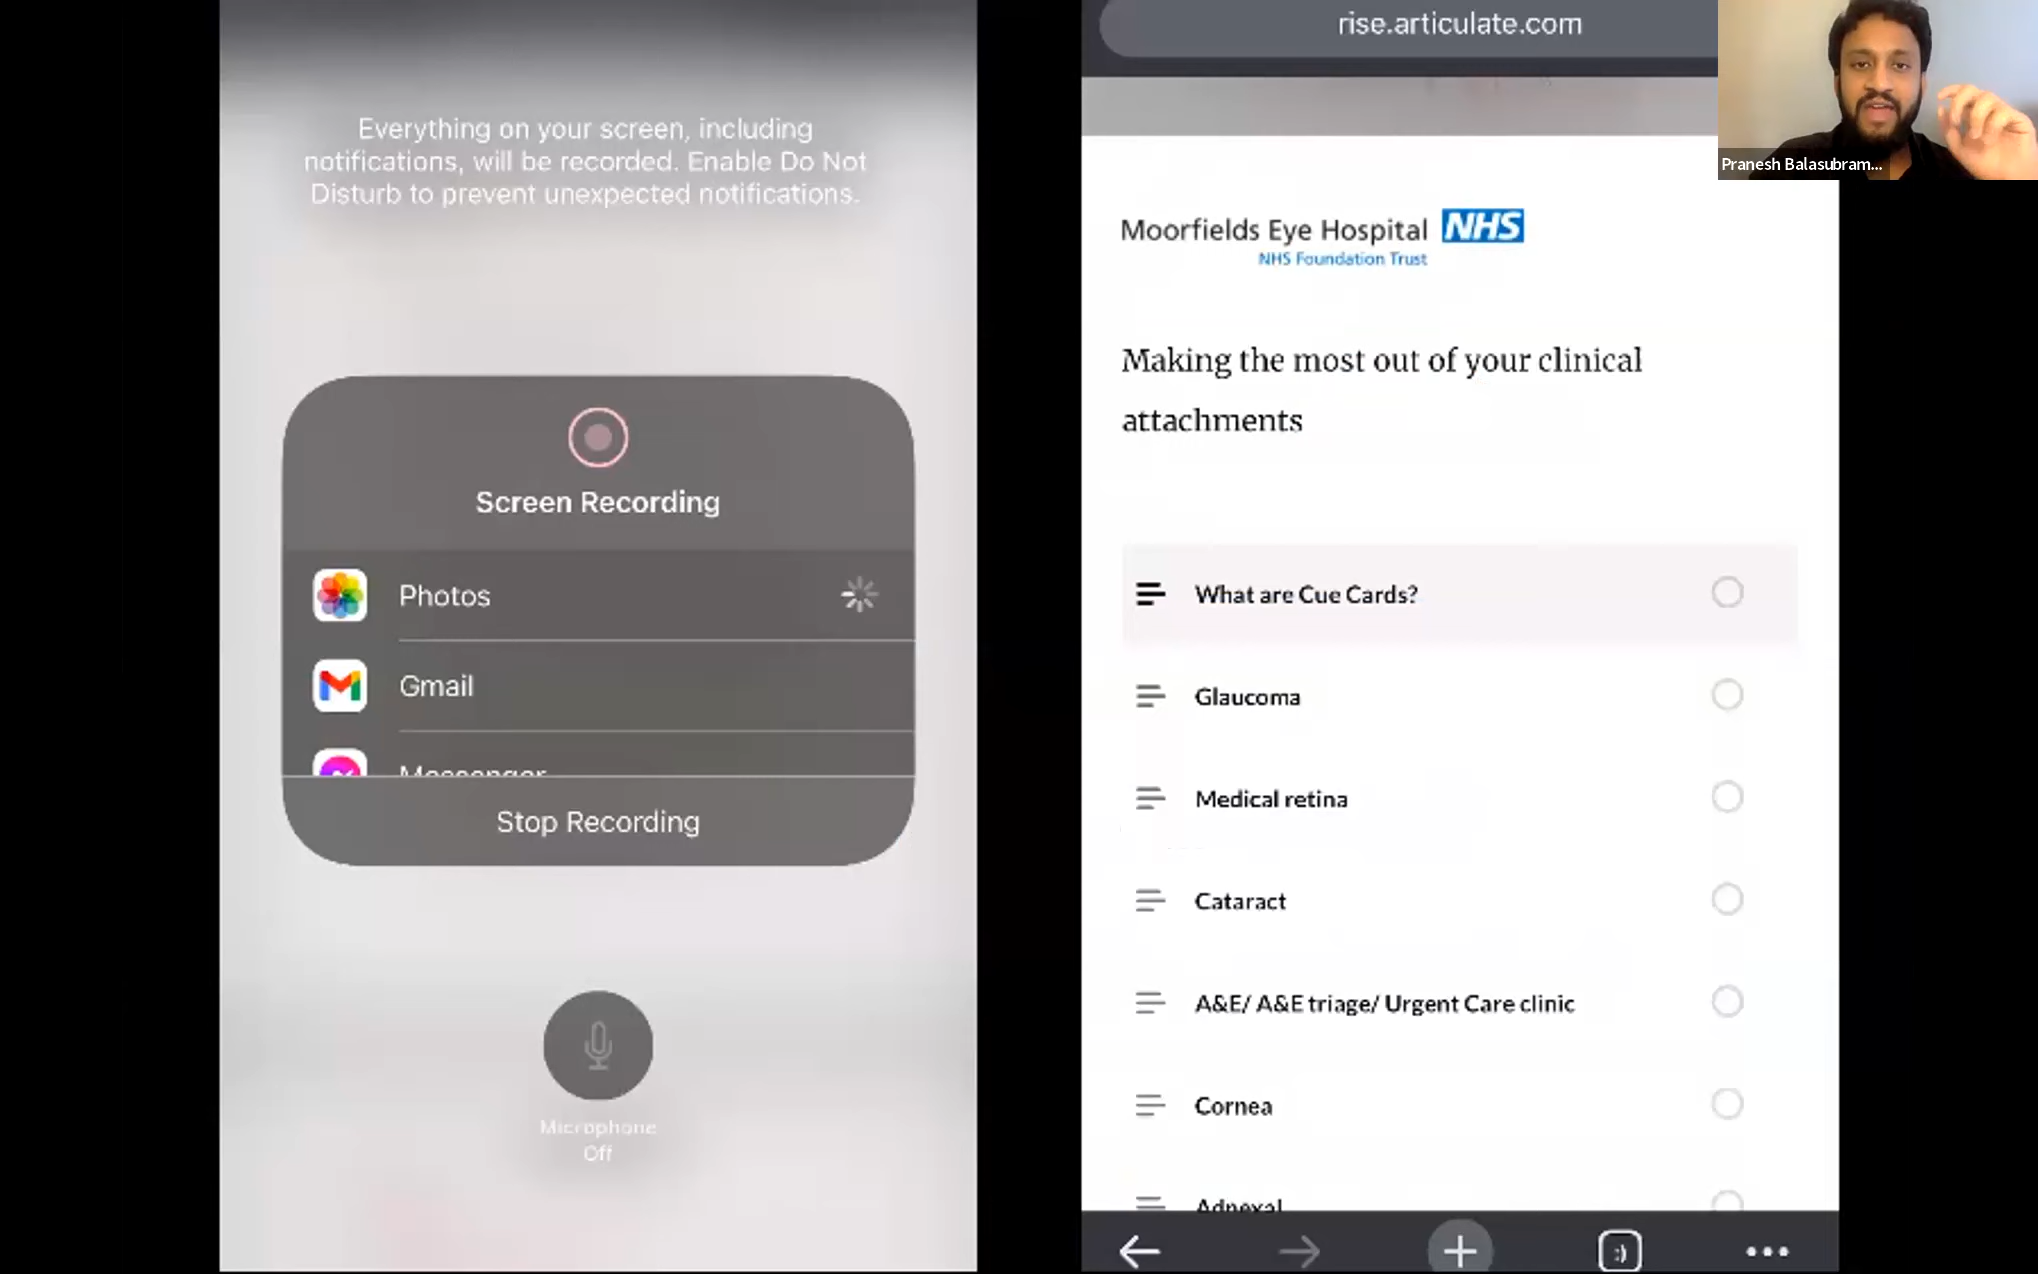 Everything on your screen, including
notifications, will be recorded. Enable Do Not
Disturb to prevent unexpected notifications.
Screen Recording
Photos
Gmail
Messenger
Stop Recording
Microphone
Off
rise.articulate.com
Moorfields Eye Hospital NHS
NHS Foundation Trust
Making the most out of your clinical
attachments
What are Cue Cards?
Glaucoma
Medical retina
Cataract
A&E/ A&E triage/ Urgent Care clinic
Cornea
Adnexal
:)
Pranesh Balasubram...